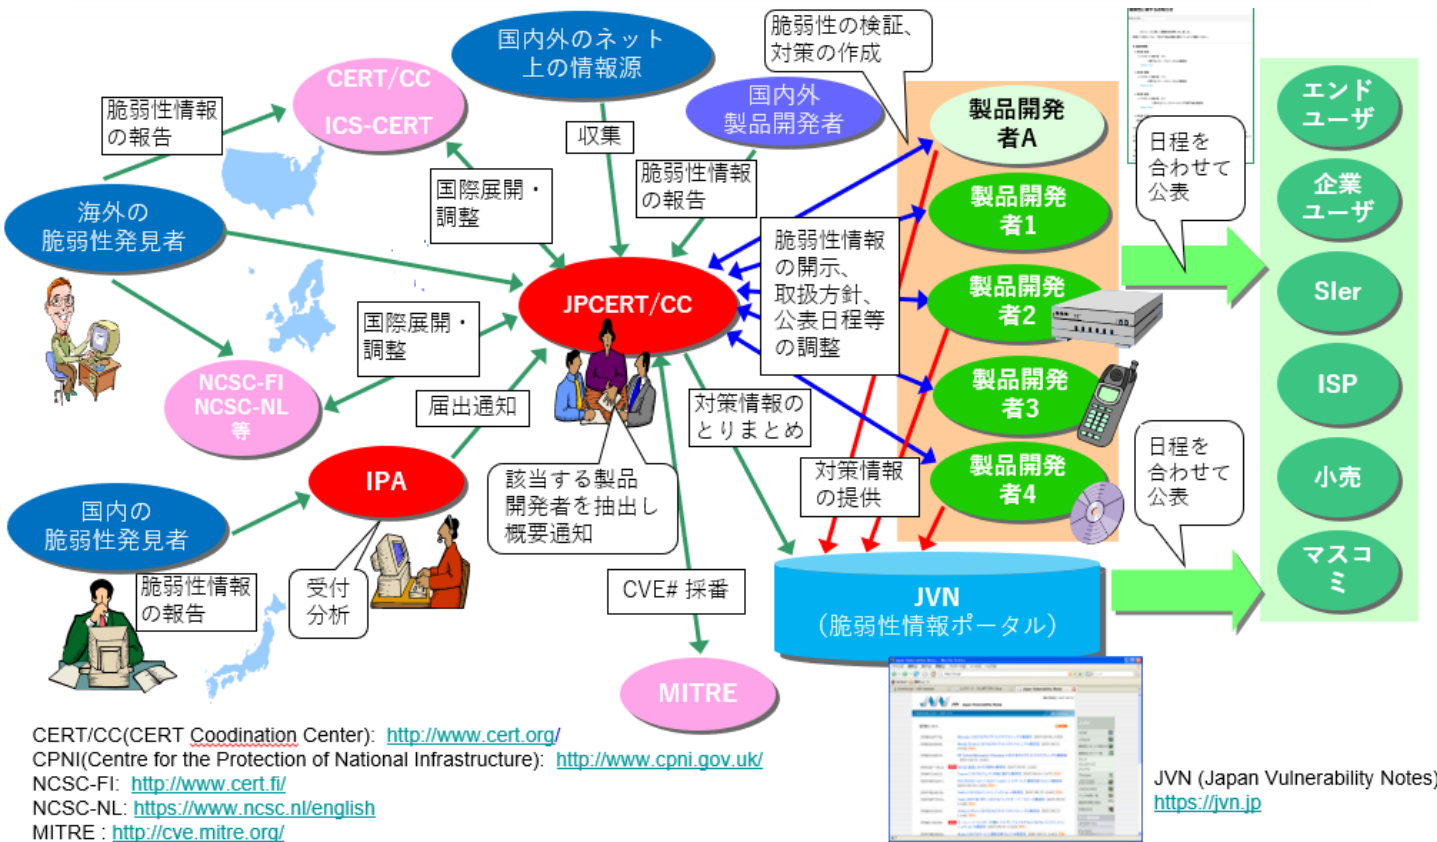 国内外のネット
上の情報源
脆弱性の検証、
対策の作成
CERT/CC
ICS-CERT
脆弱性情報
の報告
収集
国内外
製品開発者
製品開発
者A
エンド
ユーザ
日程を
合わせて
公表
国際展開・
調整
脆弱性情報
の報告
海外の
脆弱性発見者
製品開発
者1
企業
ユーザ
脆弱性情報
の開示、
取扱方針、
公表日程等
の調整
JPCERT/CC
製品開発
者2
SIer
国際展開・
調整
NCSC-FI
NCSC-NL
等
届出通知
対策情報の
とりまとめ
製品開発
者3
ISP
日程を
合わせて
公表
IPA
該当する製品
開発者を抽出し
概要通知
対策情報
の提供
製品開発
者4
小売
国内の
脆弱性発見者
脆弱性情報
の報告
受付
分析
CVE# 採番
JVN
（脆弱性情報ポータル）
マスコ
ミ
MITRE
CERT/CC(CERT Coodination Center): http://www.cert.org/
CPNI(Centre for the Protection of National Infrastructure): http://www.cpni.gov.uk/
NCSC-FI: http://www.cert.fi/
NCSC-NL: https://www.ncsc.nl/english
MITRE : http://cve.mitre.org/
JVN (Japan Vulnerability Notes)
https://jvn.jp